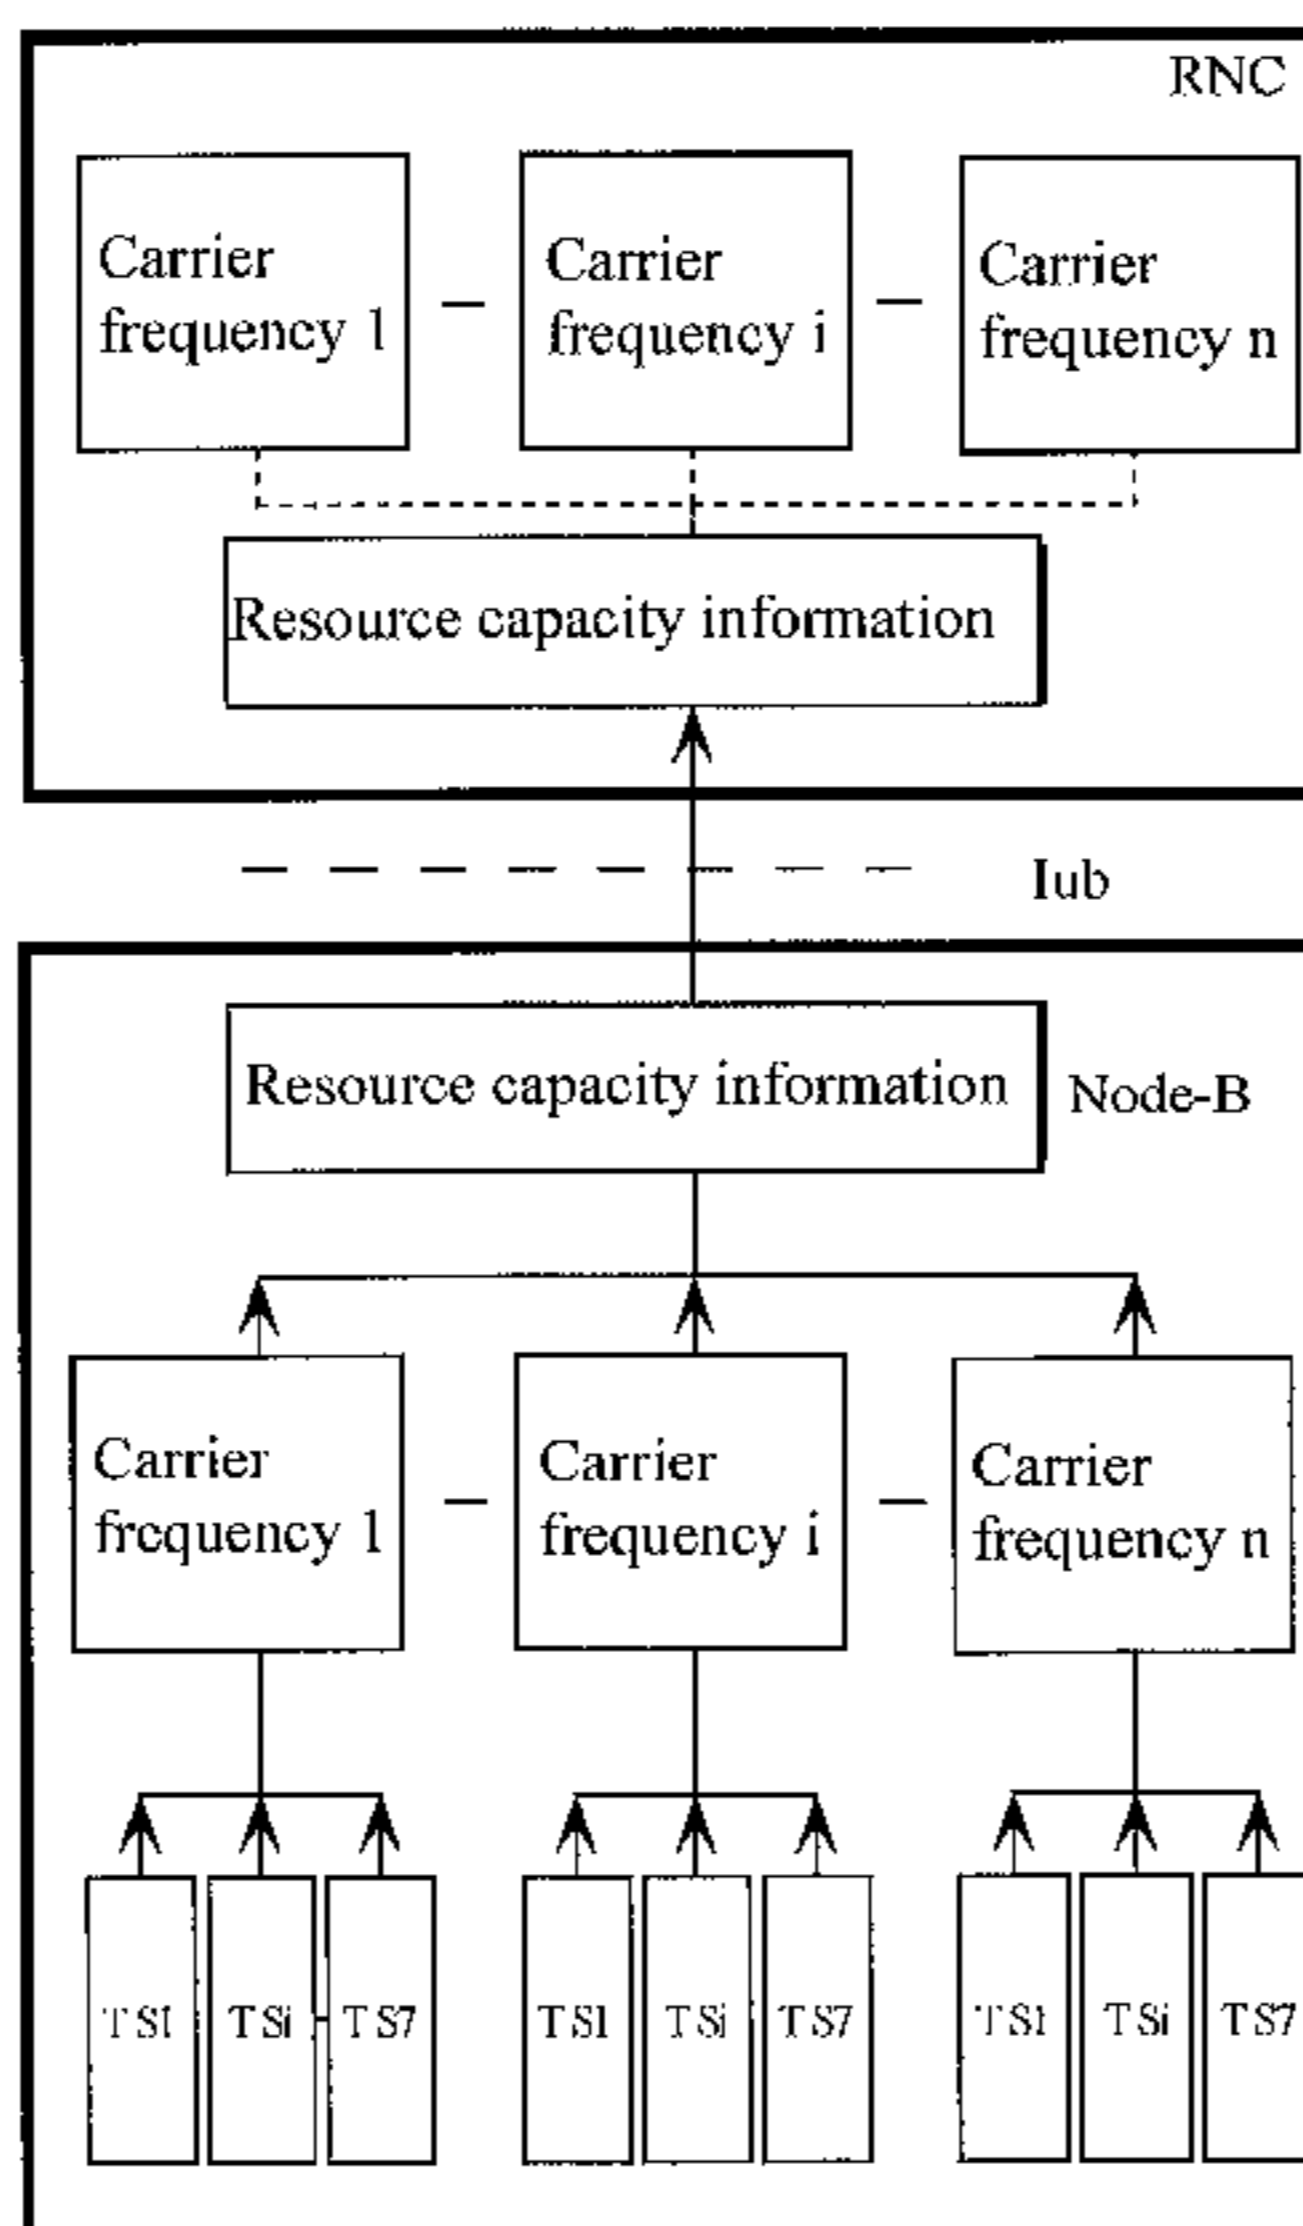 RNC
Carrier
frequency 1
Carrier
frequency i
Carrier
frequency n
Resource capacity information
Iub
Resource capacity information
Node-B
Carrier
frequency 1
Carrier
frequency i
Carrier
frequency n
TS1 TSi TS7
TS1 TSi TS7
TS1 TSi TS7